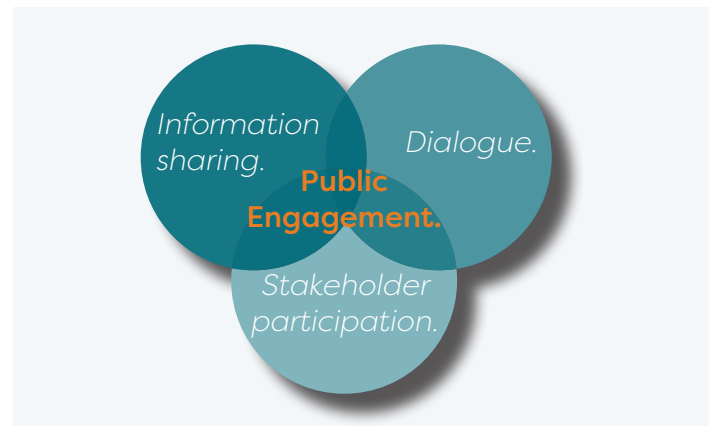 Information
sharing.
Dialogue.
Public
Engagement.
Stakeholder
participation.